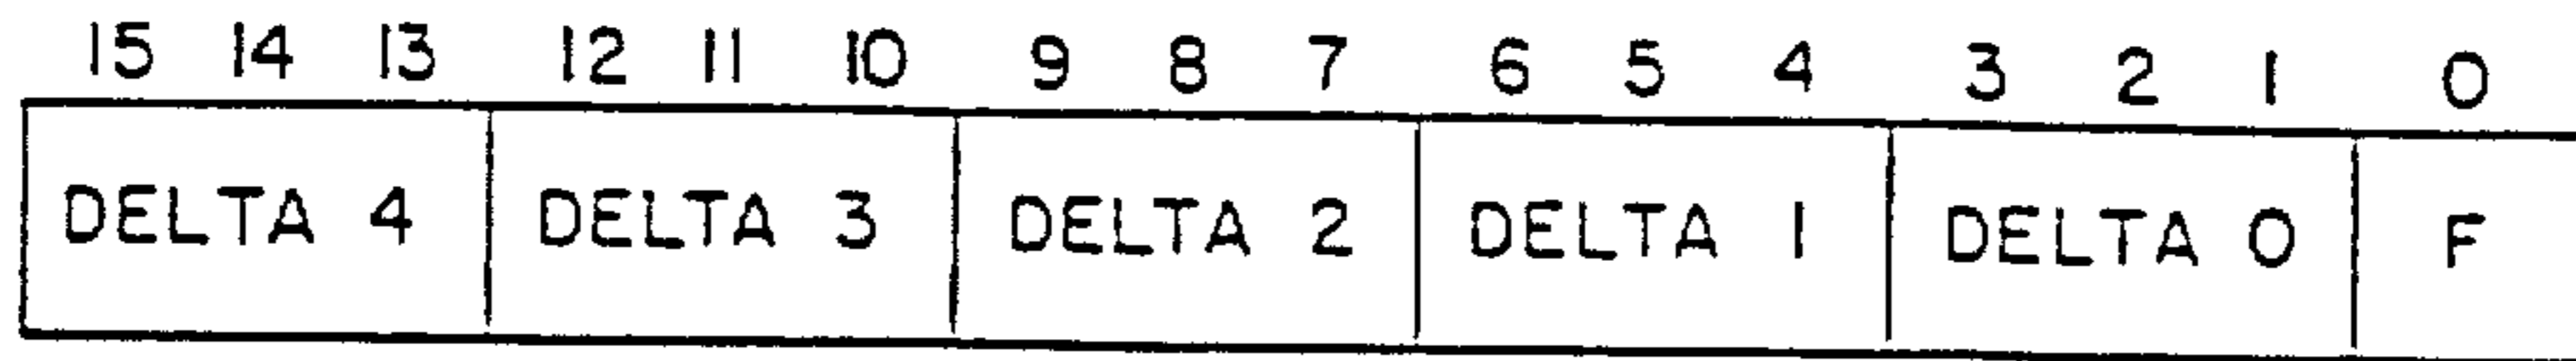 15 14 13 12 11 10 9 8 7 6 5 4 3 2 1 0
DELTA 4 DELTA 3 DELTA 2 DELTA 1 DELTA 0 F